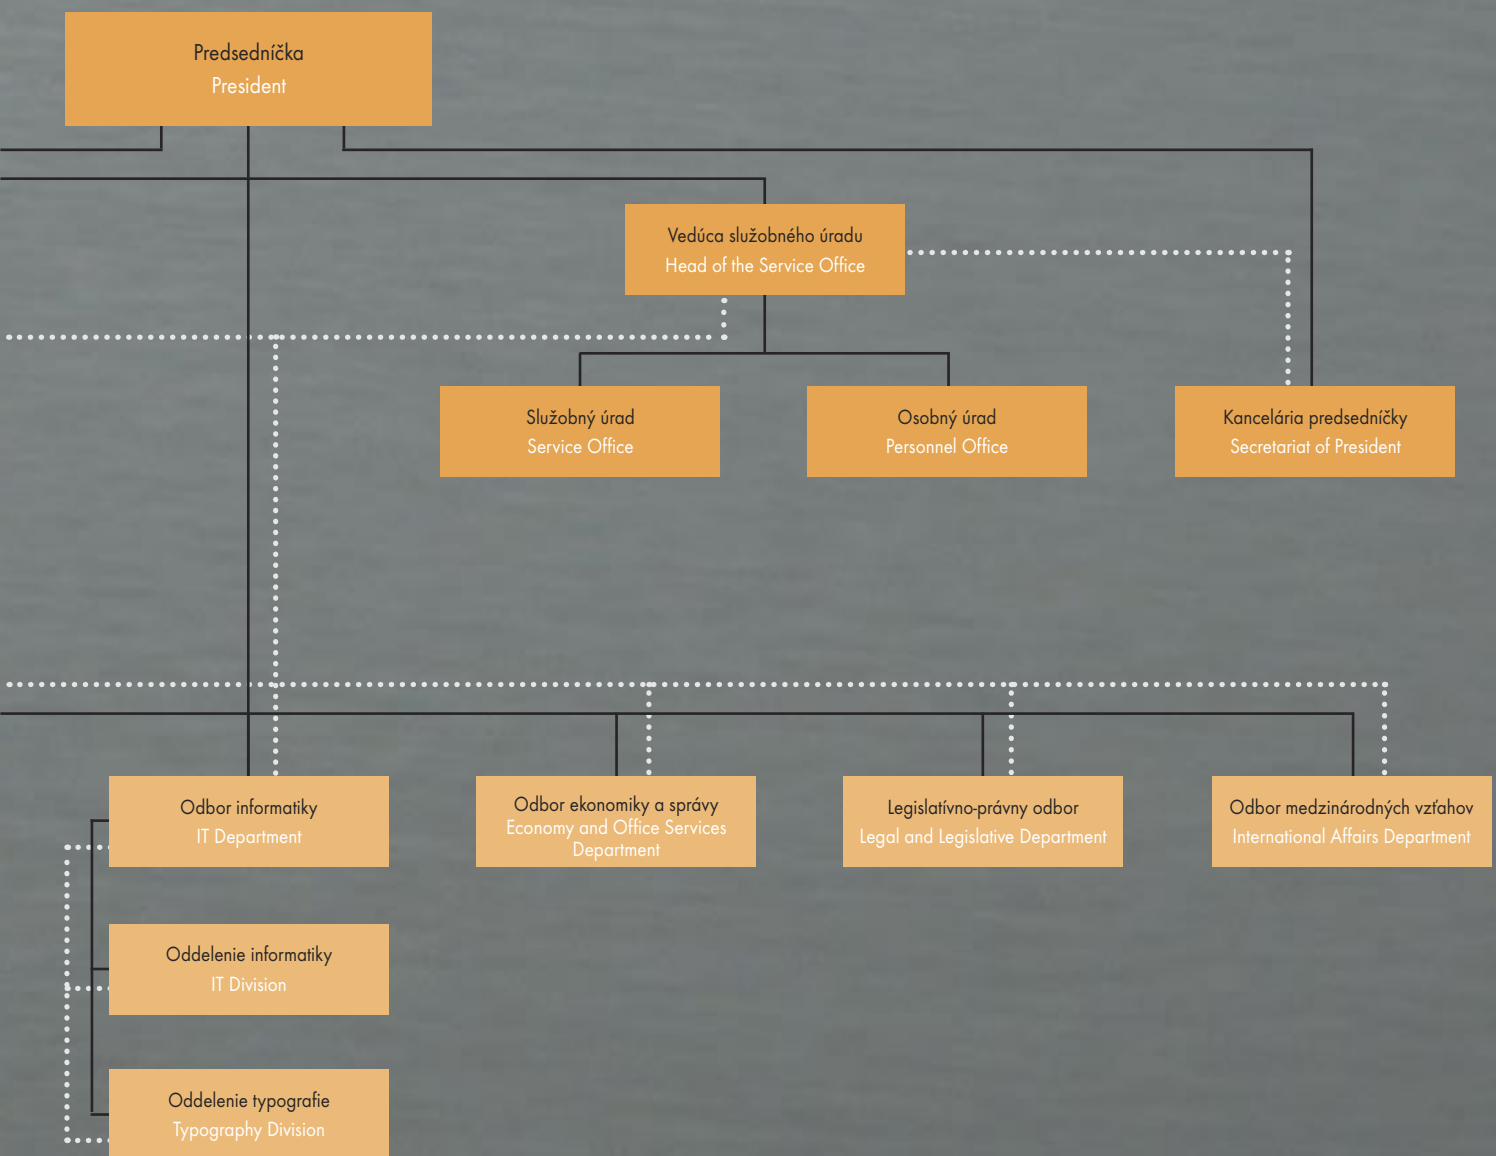 Predsedníčka
President
Vedúca služobného úradu
Head of the Service Office
Služobný úrad
Service Office
Osobný úrad
Personnel Office
Kancelária predsedníčky
Secretariat of President
Odbor informatiky
IT Department
Odbor ekonomiky a správy
Economy and Office Services
Department
Legislatívno-právny odbor
Legal and Legislative Department
Odbor medzinárodných vzťahov
International Affairs Department
Oddelenie informatiky
IT Division
Oddelenie typografie
Typography Division